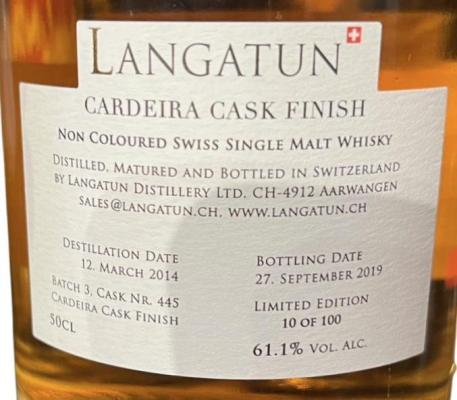 LANGATUN
CARDEIRA CASK FINISH
NON COLOURED SWISS SINGLE MALT WHISKY
DISTILLED, MATURED AND BOTTLED IN SWITZERLAND
BY LANGATUN DISTILLERY LTD. CH-4912 AARWANGEN
SALES@LANGATUN.CH, WWW.LANGATUN.CH
DESTILLATION DATE
12. MARCH 2014
BATCH 3, CASK NR. 445
CARDEIRA CASK FINISH
50CL
BOTTLING DATE
27. SEPTEMBER 2019
LIMITED EDITION
10 OF 100
61.1% VOL. ALC.